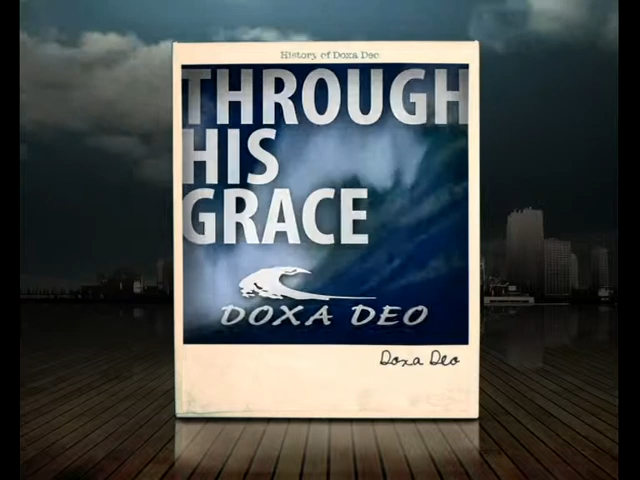 History of Doxa Deo
THROUGH
HIS
GRACE
DOXA DEO
Doxa Deo